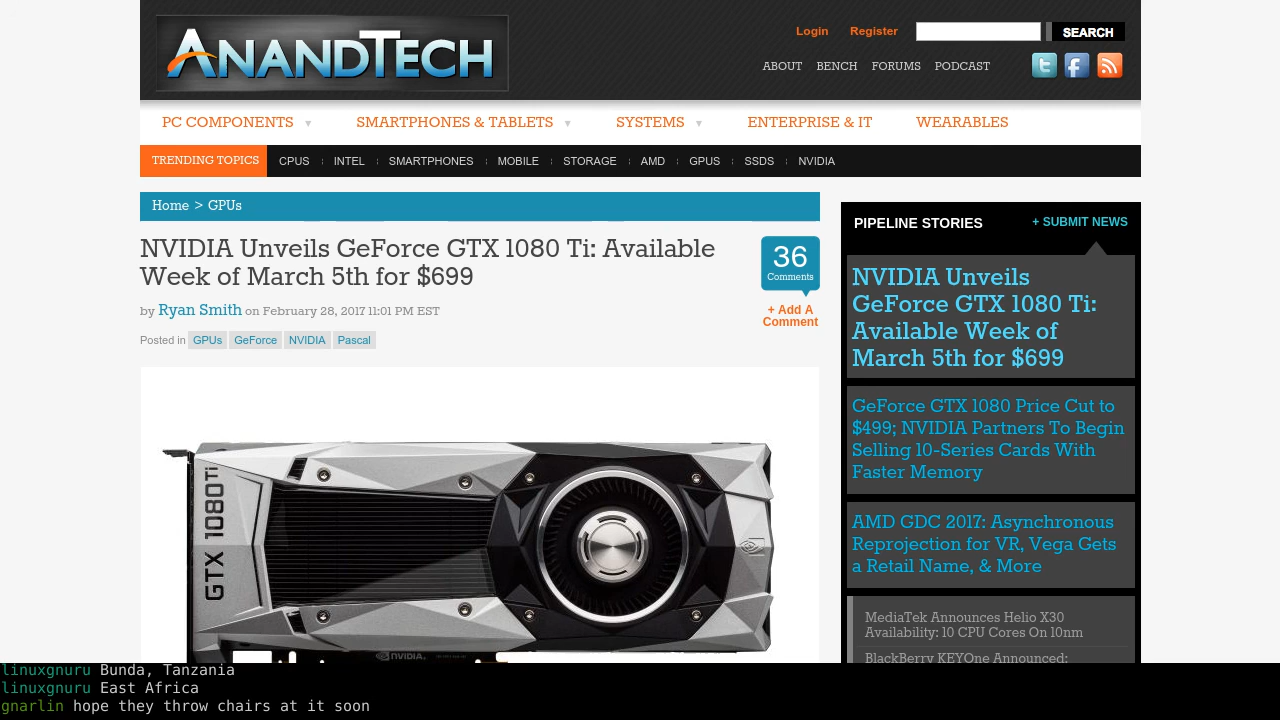 ANANDTECH
Login Register SEARCH
ABOUT BENCH FORUMS PODCAST
PC COMPONENTS SMARTPHONES & TABLETS SYSTEMS ENTERPRISE & IT WEARABLES
TRENDING TOPICS CPUS INTEL SMARTPHONES MOBILE STORAGE AMD GPUS SSDS NVIDIA
Home > GPUs
NVIDIA Unveils GeForce GTX 1080 Ti: Available
Week of March 5th for $699
by Ryan Smith on February 28, 2017 11:01 PM EST
Posted in GPUs GeForce NVIDIA Pascal
36
Comments
+ Add A
Comment
GTX 1080 Ti
NVIDIA.
PIPELINE STORIES + SUBMIT NEWS
NVIDIA Unveils
GeForce GTX 1080 Ti:
Available Week of
March 5th for $699
GeForce GTX 1080 Price Cut to
$499; NVIDIA Partners To Begin
Selling 10-Series Cards With
Faster Memory
AMD GDC 2017: Asynchronous
Reprojection for VR, Vega Gets
a Retail Name, & More
MediaTek Announces Helio X30
Availability: 10 CPU Cores On 10nm
BlackBerry KEYOne Announced:
linuxgnuru Bunda, Tanzania
linuxgnuru East Africa
gnarlin hope they throw chairs at it soon